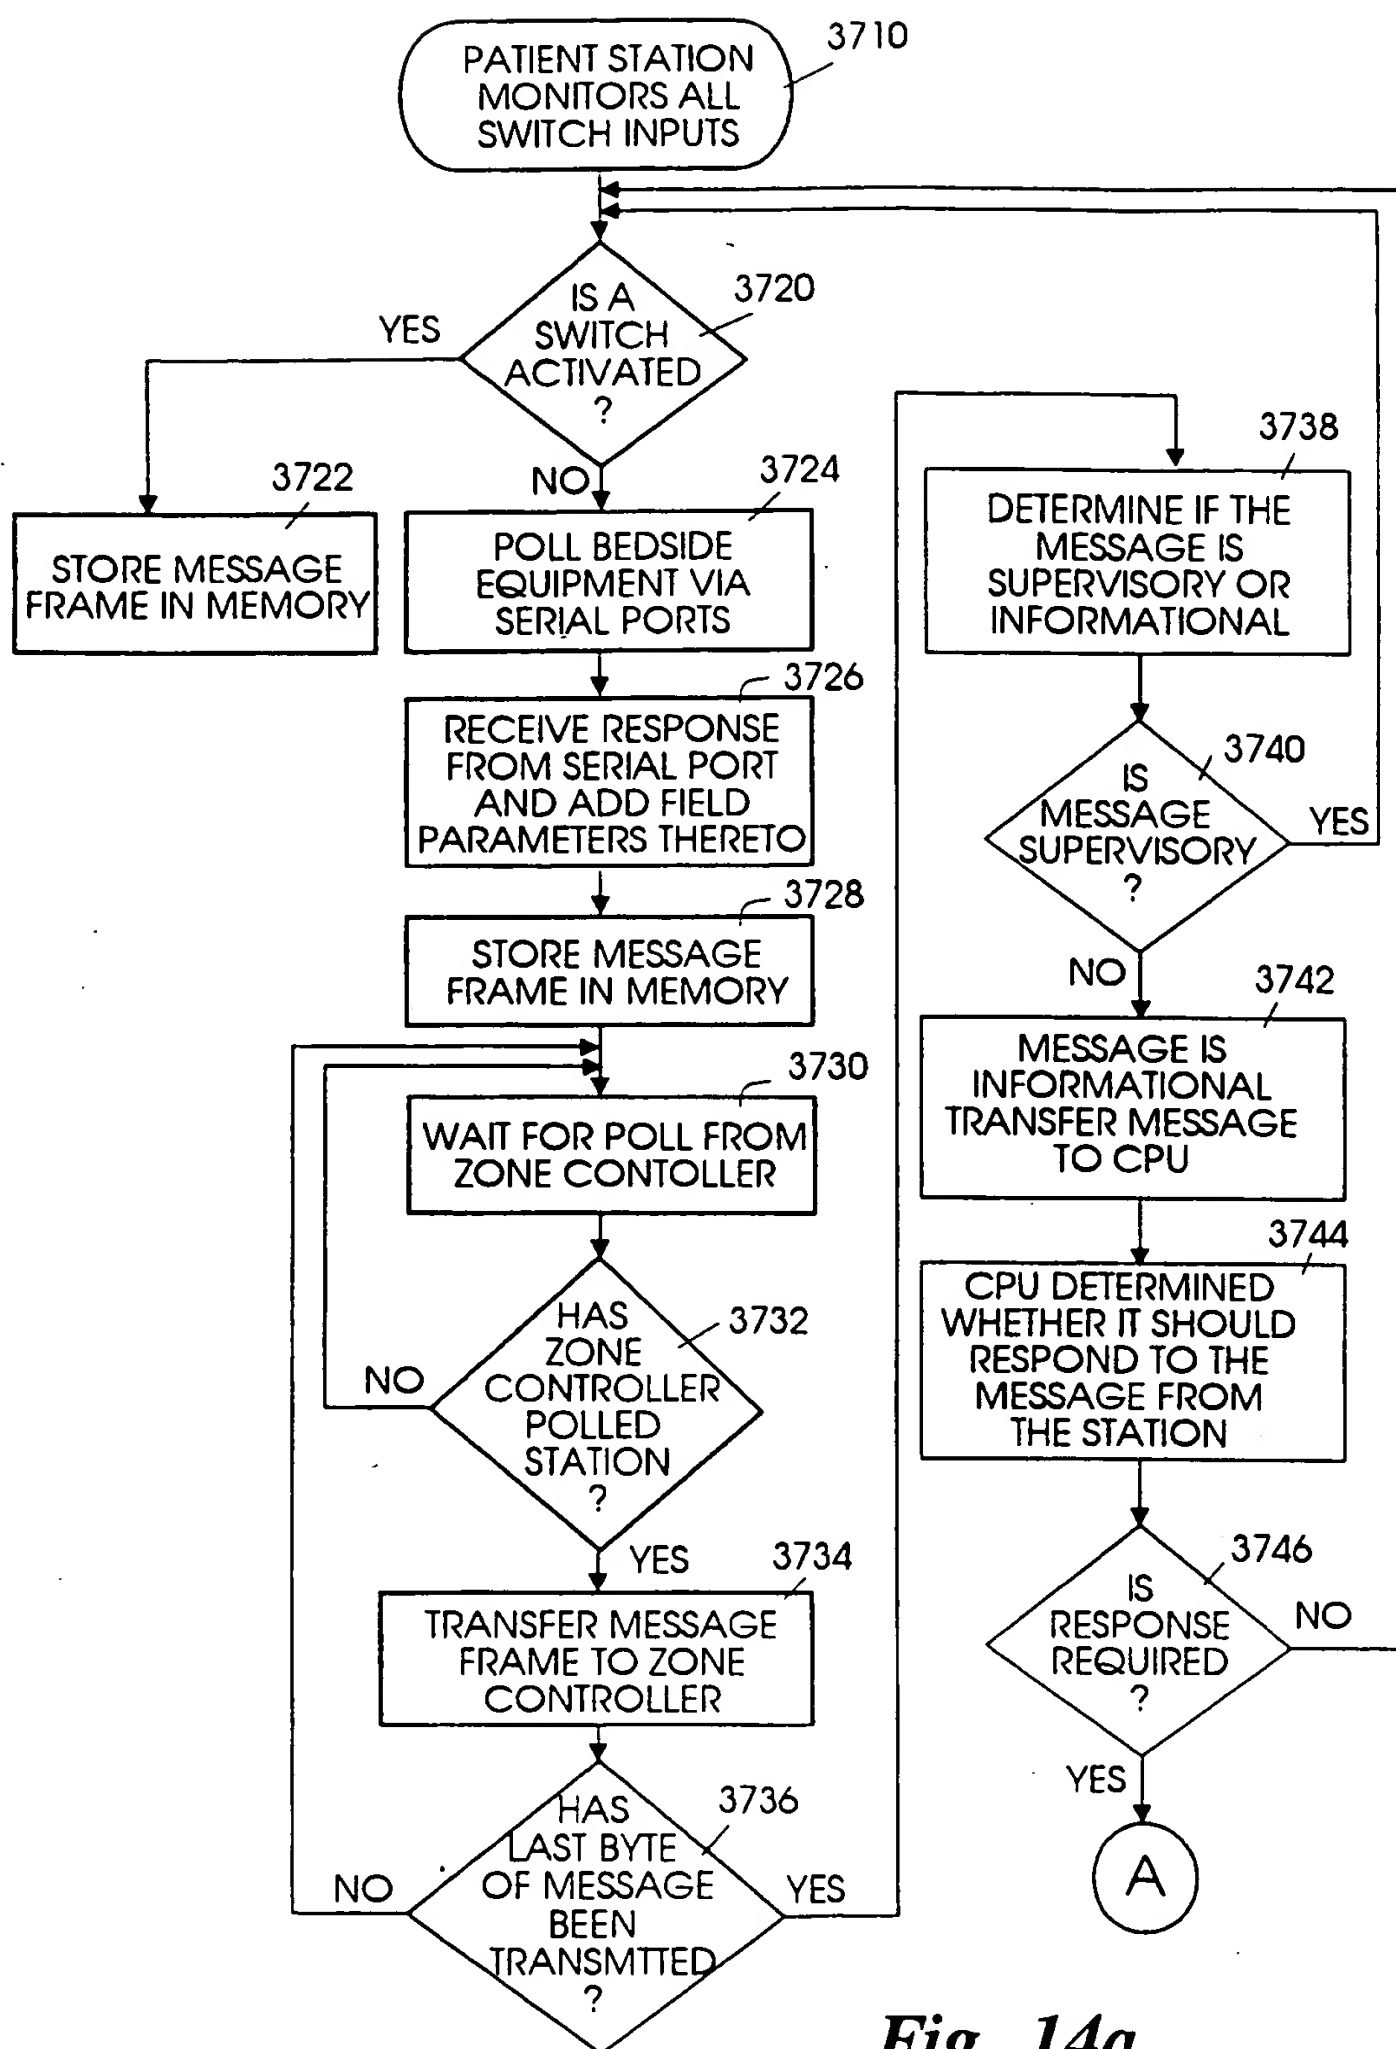 3710
PATIENT STATION
MONITORS ALL
SWITCH INPUTS
3720
IS A
SWITCH
ACTIVATED
?
YES
NO
3722
STORE MESSAGE
FRAME IN MEMORY
3724
POLL BEDSIDE
EQUIPMENT VIA
SERIAL PORTS
3726
RECEIVE RESPONSE
FROM SERIAL PORT
AND ADD FIELD
PARAMETERS THERETO
3728
STORE MESSAGE
FRAME IN MEMORY
3730
WAIT FOR POLL FROM
ZONE CONTOLLER
3732
HAS
ZONE
CONTROLLER
POLLED
STATION
?
NO
YES
3734
TRANSFER MESSAGE
FRAME TO ZONE
CONTROLLER
3736
HAS
LAST BYTE
OF MESSAGE
BEEN
TRANSMTTED
?
NO
YES
3738
DETERMINE IF THE
MESSAGE IS
SUPERVISORY OR
INFORMATIONAL
3740
IS
MESSAGE
SUPERVISORY
?
YES
NO
3742
MESSAGE IS
INFORMATIONAL
TRANSFER MESSAGE
TO CPU
3744
CPU DETERMINED
WHETHER IT SHOULD
RESPOND TO THE
MESSAGE FROM
THE STATION
3746
IS
RESPONSE
REQUIRED
?
NO
YES
A
Fig. 14a